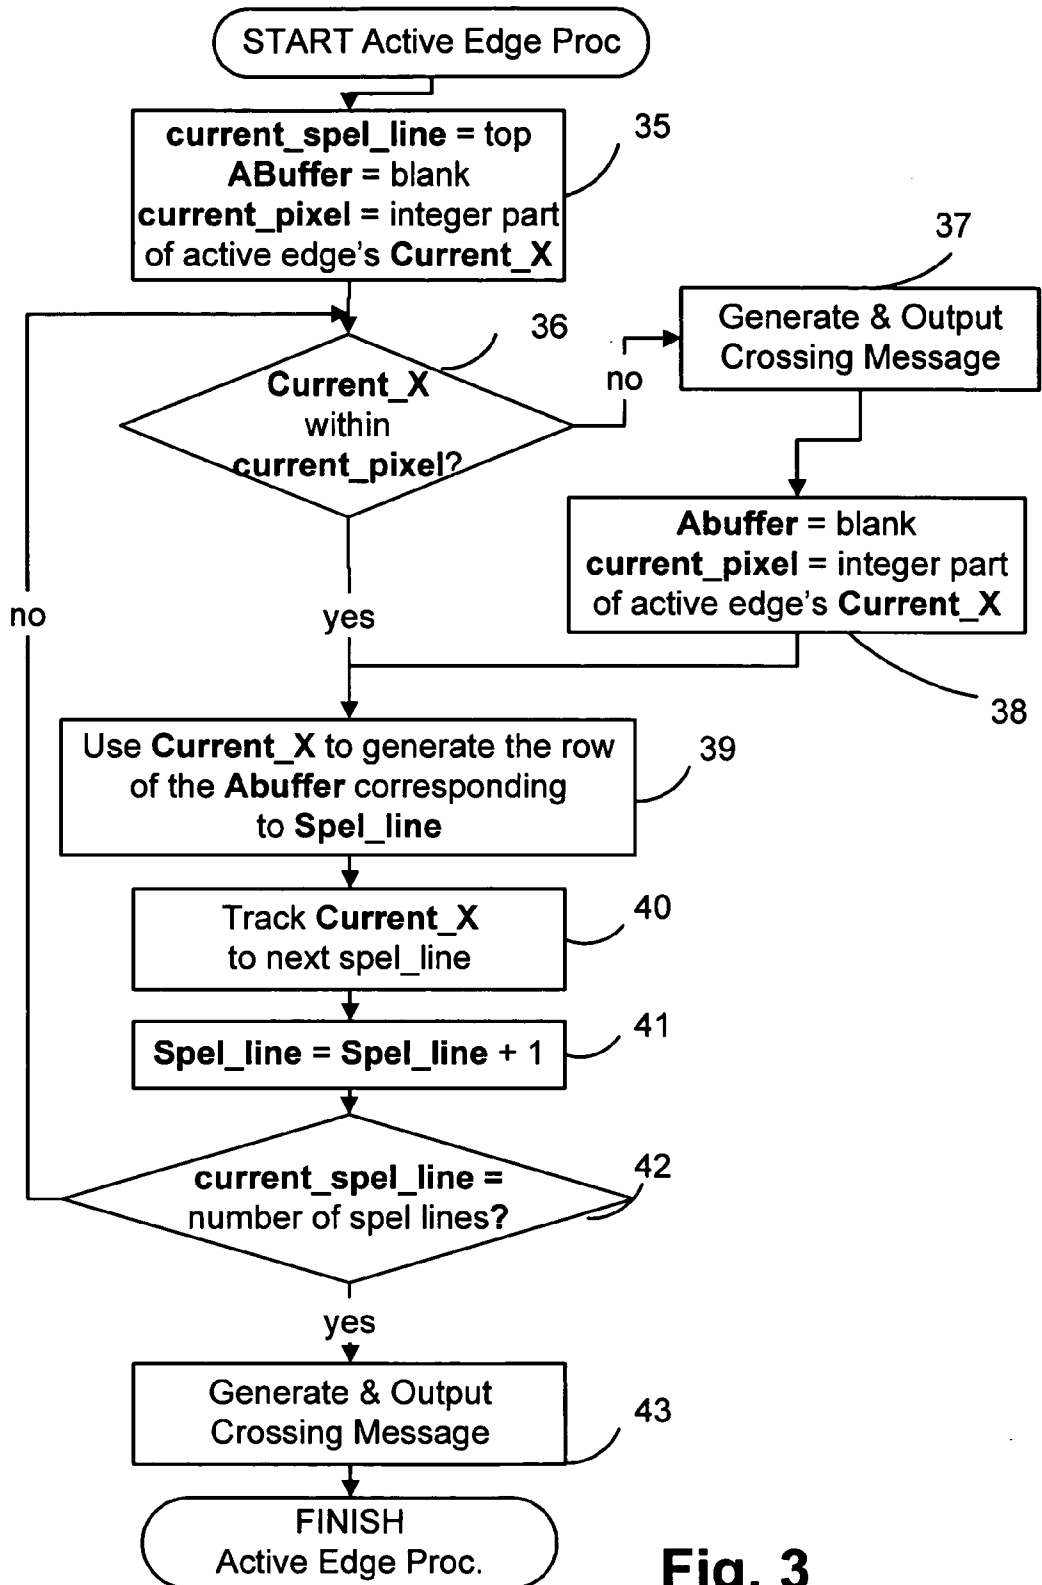 START Active Edge Proc
current_spel_line = top
ABuffer = blank
current_pixel = integer part
of active edge's Current_X
35
37
Generate & Output
Crossing Message
36
Current_X
within
current_pixel?
no
Abuffer = blank
current_pixel = integer part
of active edge's Current_X
38
no
yes
Use Current_X to generate the row
of the Abuffer corresponding
to Spel_line
39
Track Current_X
to next spel_line
40
Spel_line = Spel_line + 1
41
current_spel_line =
number of spel lines?
42
yes
Generate & Output
Crossing Message
43
FINISH
Active Edge Proc.
Fig. 3